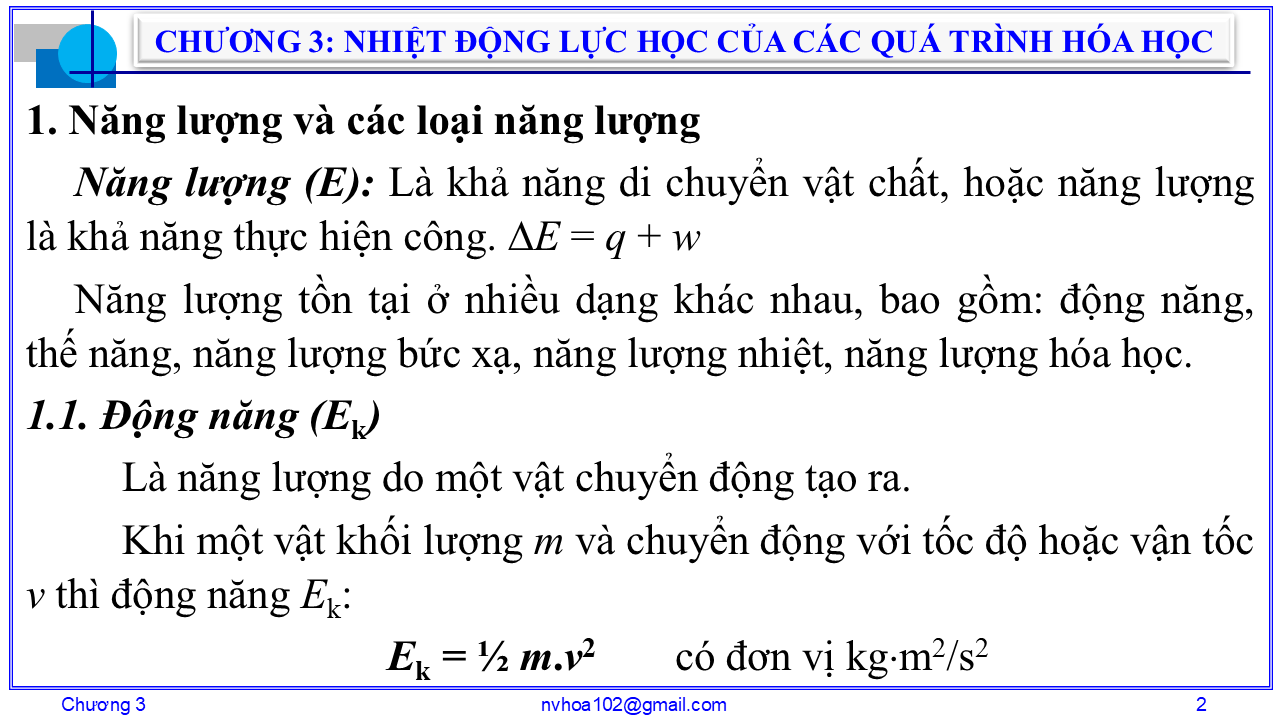 CHƯƠNG 3: NHIỆT ĐỘNG LỰC HỌC CỦA CÁC QUÁ TRÌNH HÓA HỌC
1. Năng lượng và các loại năng lượng
Năng lượng (E): Là khả năng di chuyển vật chất, hoặc năng lượng
là khả năng thực hiện công. ΔE = q + w
Năng lượng tồn tại ở nhiều dạng khác nhau, bao gồm: động năng,
thế năng, năng lượng bức xạ, năng lượng nhiệt, năng lượng hóa học.
1.1. Động năng (Eₖ)
Là năng lượng do một vật chuyển động tạo ra.
Khi một vật khối lượng m và chuyển động với tốc độ hoặc vận tốc
v thì động năng Eₖ:
Eₖ = ½ m.v² có đơn vị kg·m²/s²
Chương 3 nvhoa102@gmail.com 2